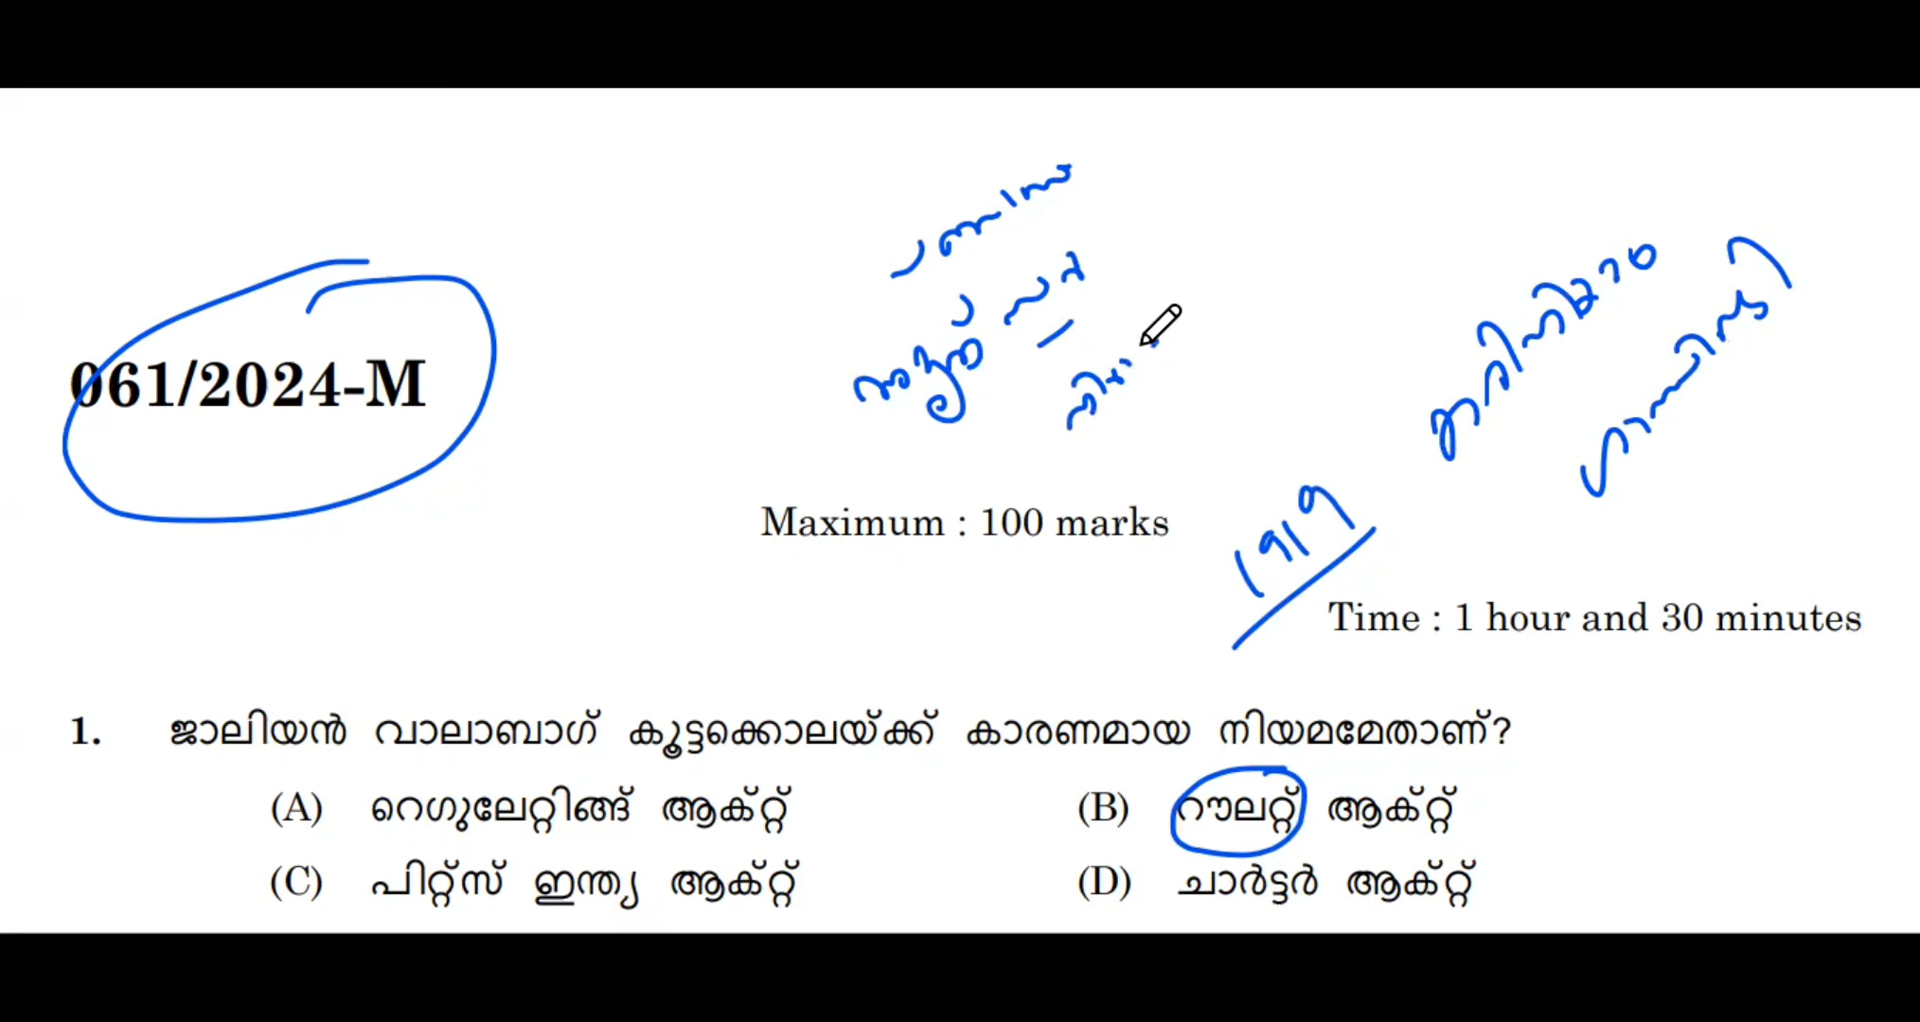 061/2024-M
Maximum : 100 marks
1919
Time : 1 hour and 30 minutes
1. ജാലിയൻ വാലാബാഗ് കൂട്ടക്കൊലയ്ക്ക് കാരണമായ നിയമമേതാണ്?
(A) റെഗുലേറ്റിങ്ങ് ആക്റ്റ് (B) റൗലറ്റ് ആക്റ്റ്
(C) പിറ്റ്സ് ഇന്ത്യ ആക്റ്റ് (D) ചാർട്ടർ ആക്റ്റ്